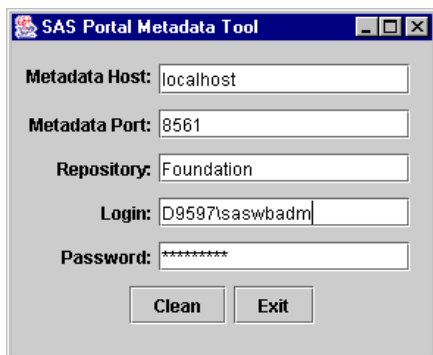 SAS Portal Metadata Tool
Metadata Host: localhost
Metadata Port: 8561
Repository: Foundation
Login: D9597\saswbadm
Password: *********
Clean Exit